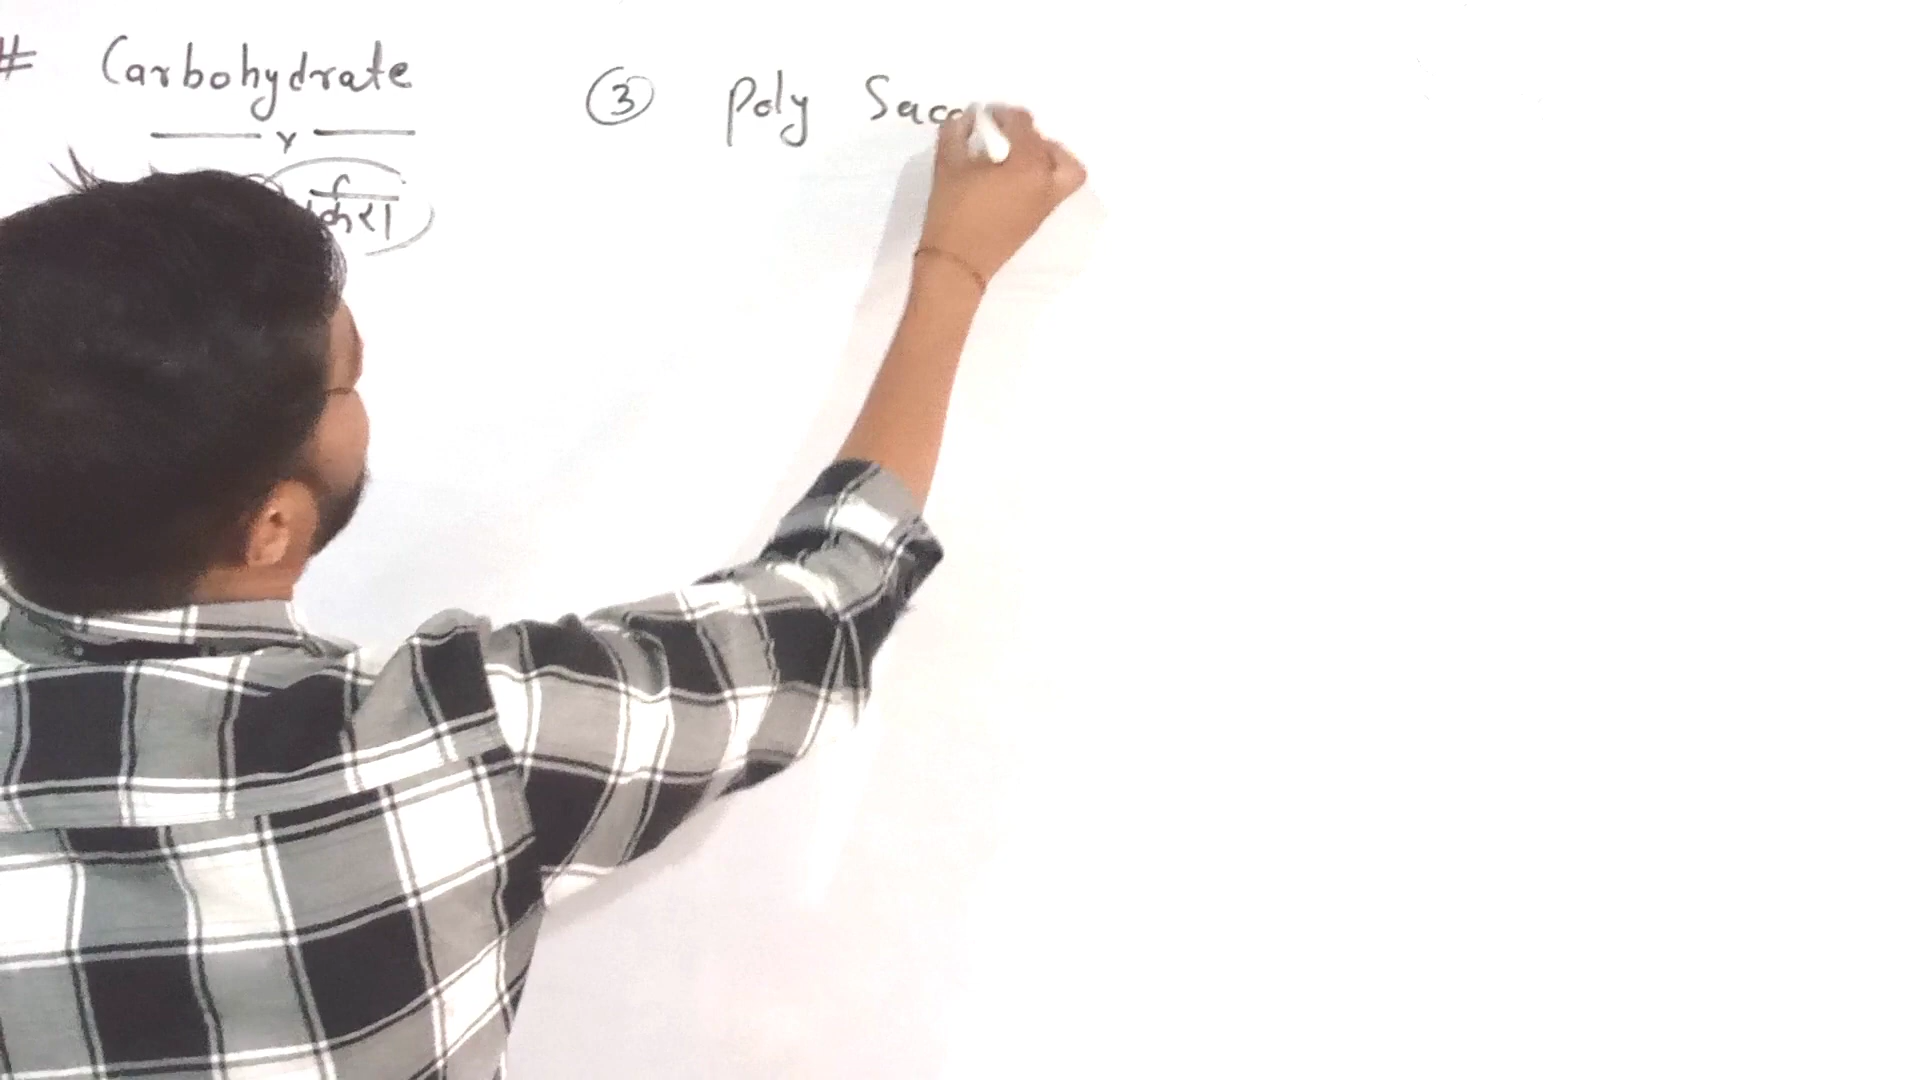 # Carbohydrate
③ Poly Sacc